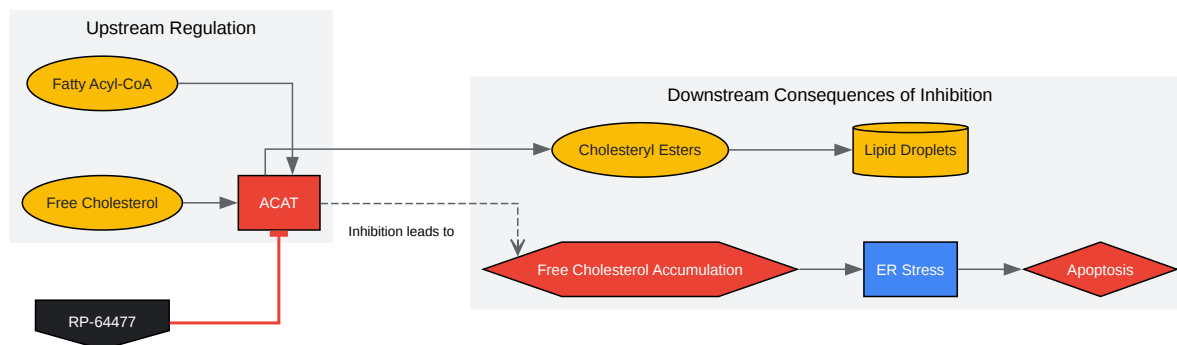 Upstream Regulation
Fatty Acyl-CoA
Downstream Consequences of Inhibition
Cholesteryl Esters
Lipid Droplets
Free Cholesterol
ACAT
Inhibition leads to
Free Cholesterol Accumulation
ER Stress
Apoptosis
RP-64477